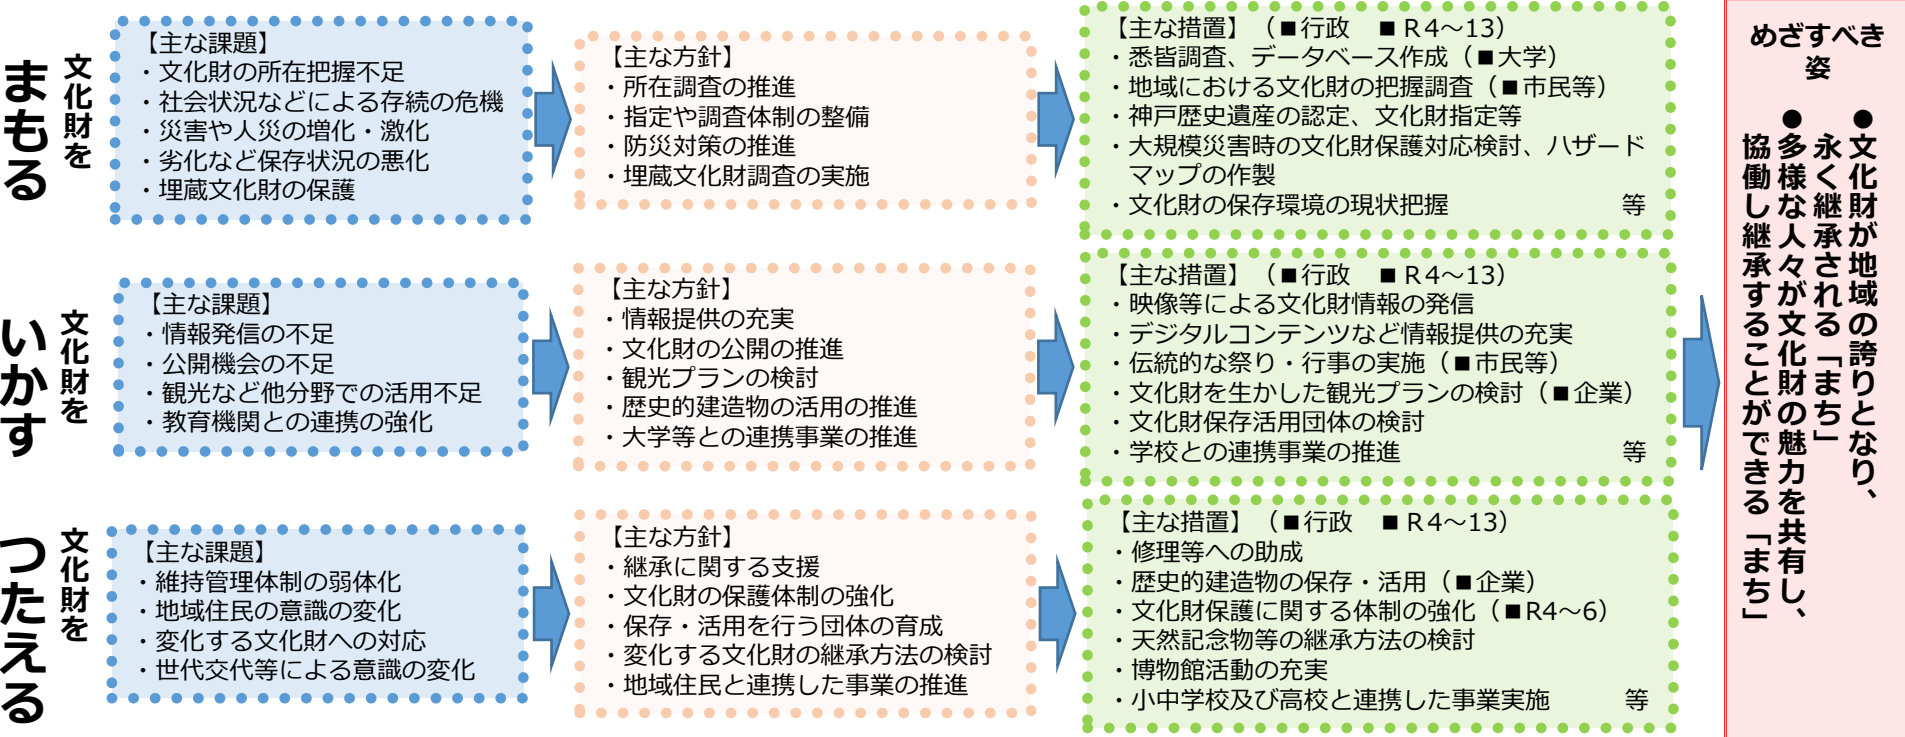 文化財を
まもる
【主な課題】
・文化財の所在把握不足
・社会状況などによる存続の危機
・災害や人災の増化・激化
・劣化など保存状況の悪化
・埋蔵文化財の保護
【主な方針】
・所在調査の推進
・指定や調査体制の整備
・防災対策の推進
・埋蔵文化財調査の実施
【主な措置】（■行政　■R4～13）
・悉皆調査、データベース作成（■大学）
・地域における文化財の把握調査（■市民等）
・神戸歴史遺産の認定、文化財指定等
・大規模災害時の文化財保護対応検討、ハザード
マップの作製
・文化財の保存環境の現状把握　等
文化財を
いかす
【主な課題】
・情報発信の不足
・公開機会の不足
・観光など他分野での活用不足
・教育機関との連携の強化
【主な方針】
・情報提供の充実
・文化財の公開の推進
・観光プランの検討
・歴史的建造物の活用の推進
・大学等との連携事業の推進
【主な措置】（■行政　■R4～13）
・映像等による文化財情報の発信
・デジタルコンテンツなど情報提供の充実
・伝統的な祭り・行事の実施（■市民等）
・文化財を生かした観光プランの検討（■企業）
・文化財保存活用団体の検討
・学校との連携事業の推進　等
文化財を
つたえる
【主な課題】
・維持管理体制の弱体化
・地域住民の意識の変化
・変化する文化財への対応
・世代交代等による意識の変化
【主な方針】
・継承に関する支援
・文化財の保護体制の強化
・保存・活用を行う団体の育成
・変化する文化財の継承方法の検討
・地域住民と連携した事業の推進
【主な措置】（■行政　■R4～13）
・修理等への助成
・歴史的建造物の保存・活用（■企業）
・文化財保護に関する体制の強化（■R4～6）
・天然記念物等の継承方法の検討
・博物館活動の充実
・小中学校及び高校と連携した事業実施　等
めざすべき
姿
●文化財が地域の誇りとなり、
永く継承される「まち」
●多様な人々が文化財の魅力を共有し、
協働し継承することができる「まち」